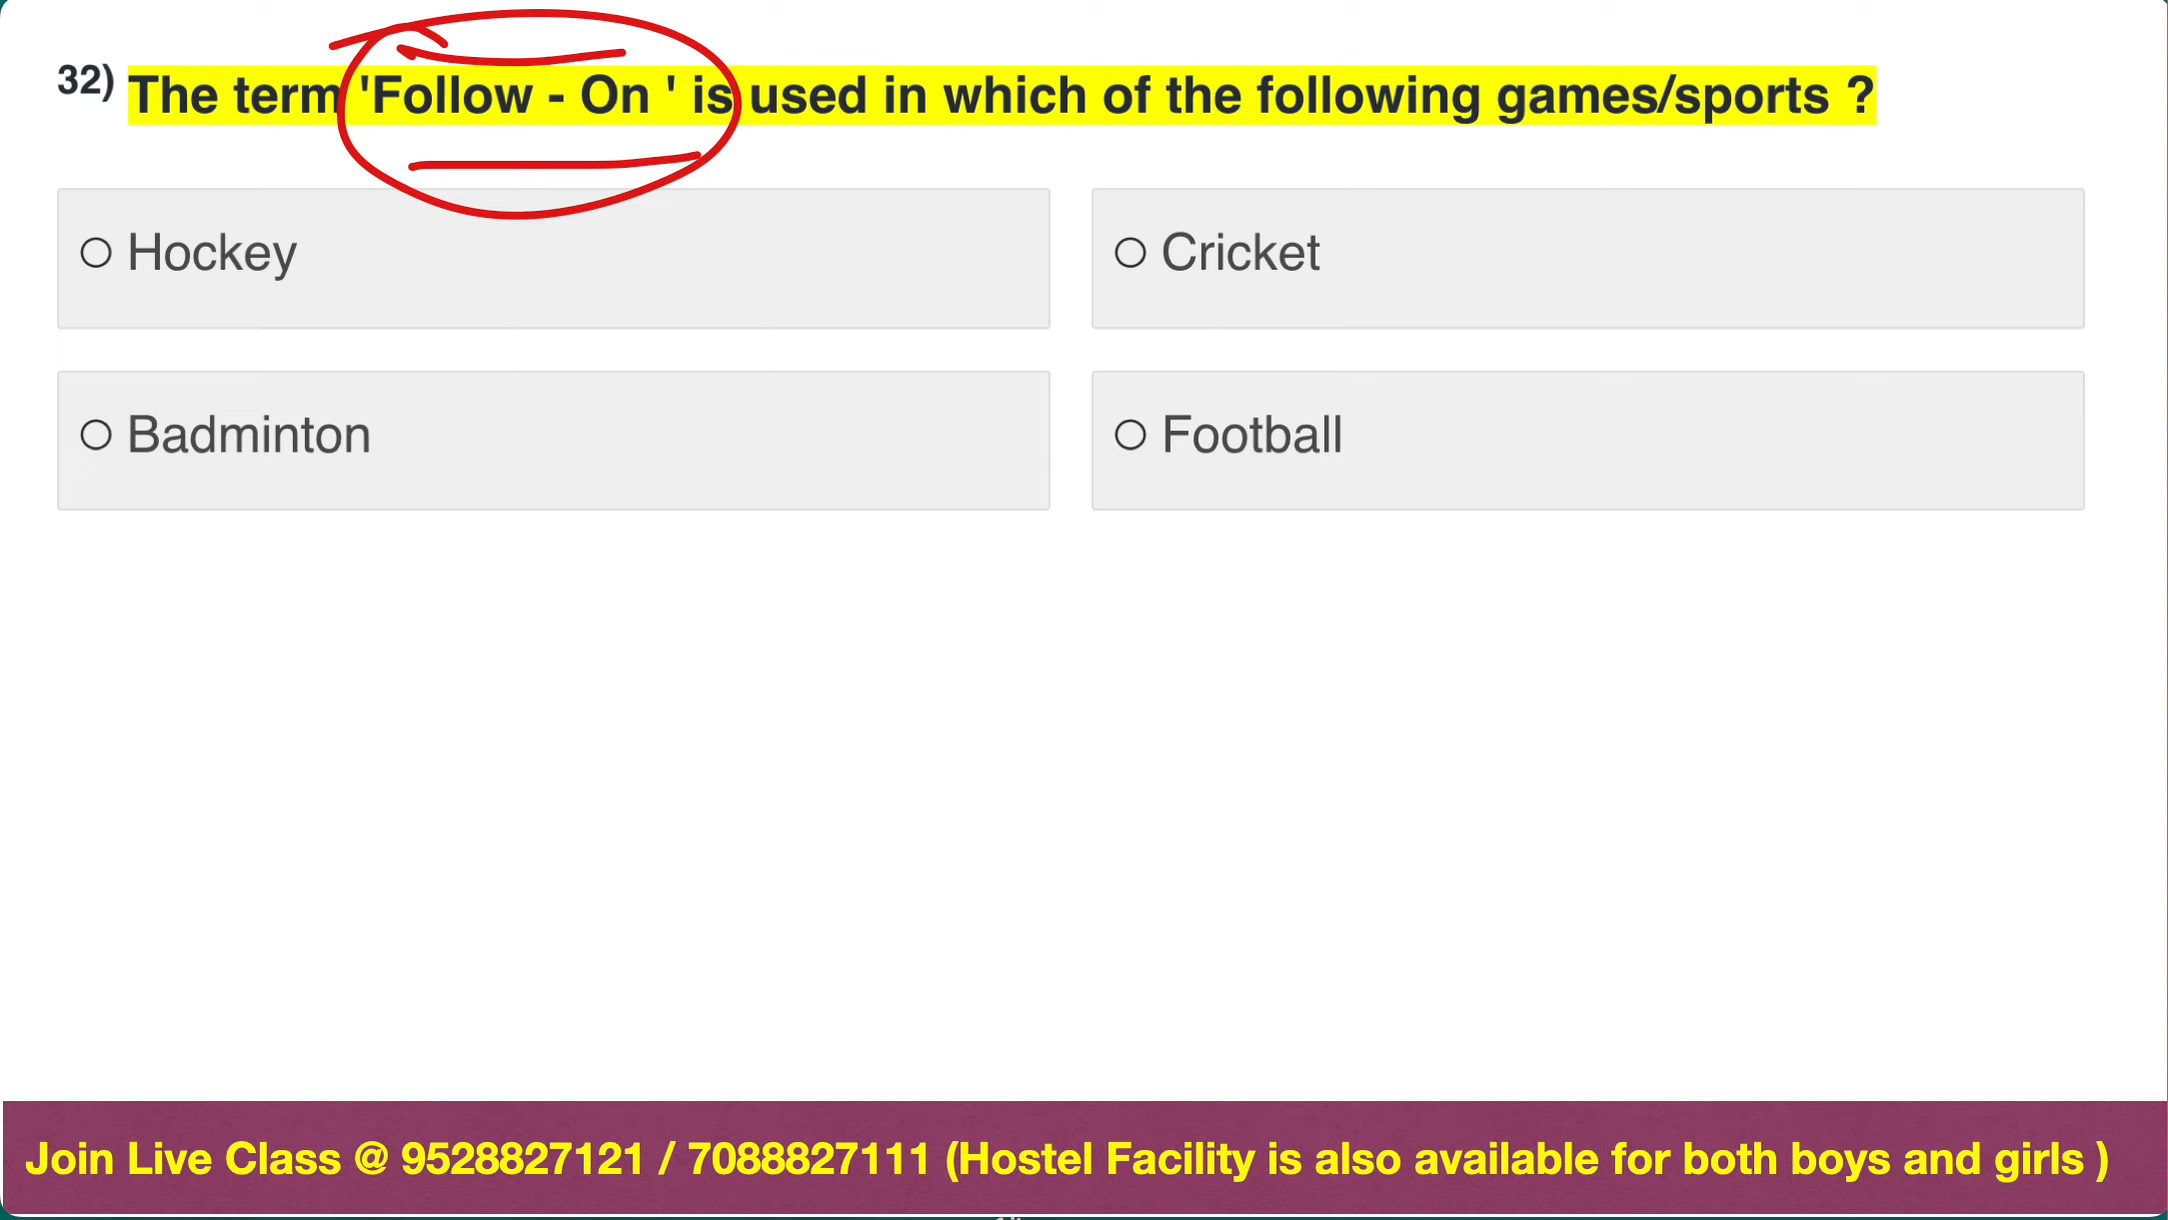 32) The term 'Follow - On ' is used in which of the following games/sports ?
Hockey
Cricket
Badminton
Football
Join Live Class @ 9528827121 / 7088827111 (Hostel Facility is also available for both boys and girls )